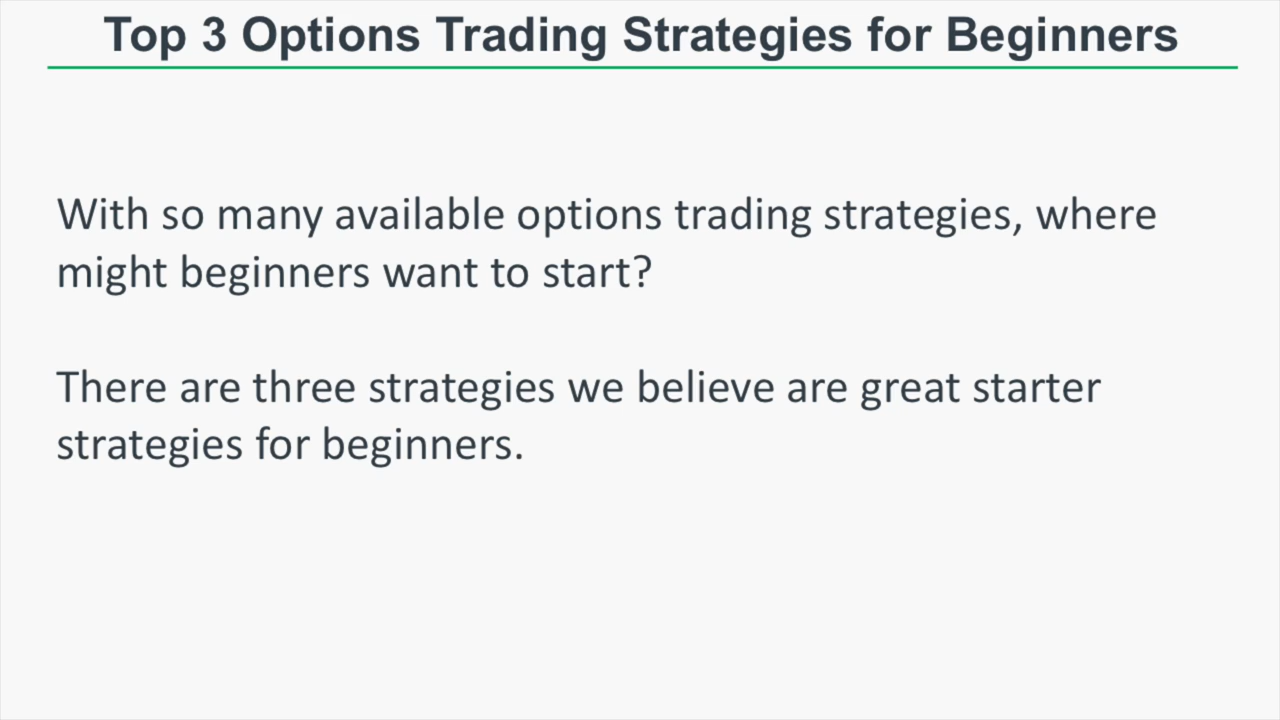 Top 3 Options Trading Strategies for Beginners
With so many available options trading strategies, where
might beginners want to start?
There are three strategies we believe are great starter
strategies for beginners.